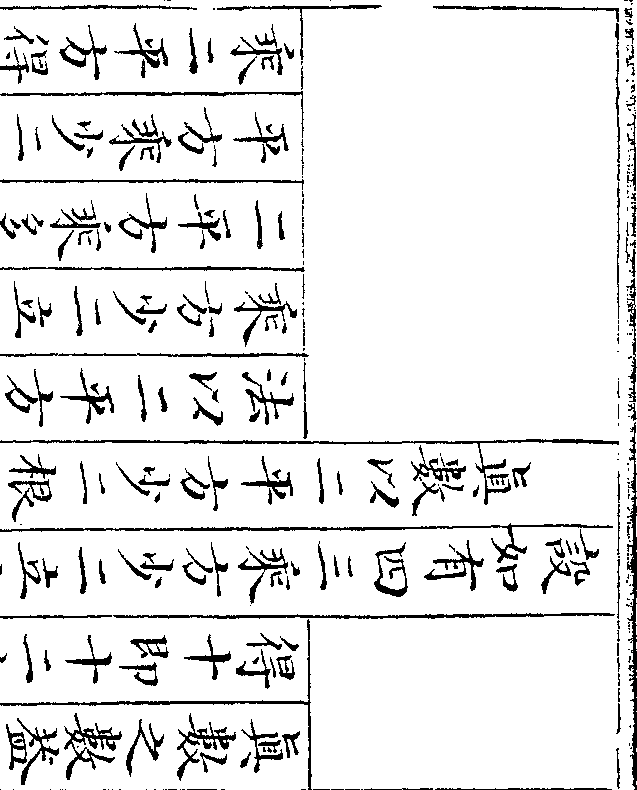 眞數之數蓋
得十即十二
設如有四三乘方少二立
眞數以二平方少二根
法以二平方
乘方少二立
二平方乘多
平方乘少二
乘二平方得